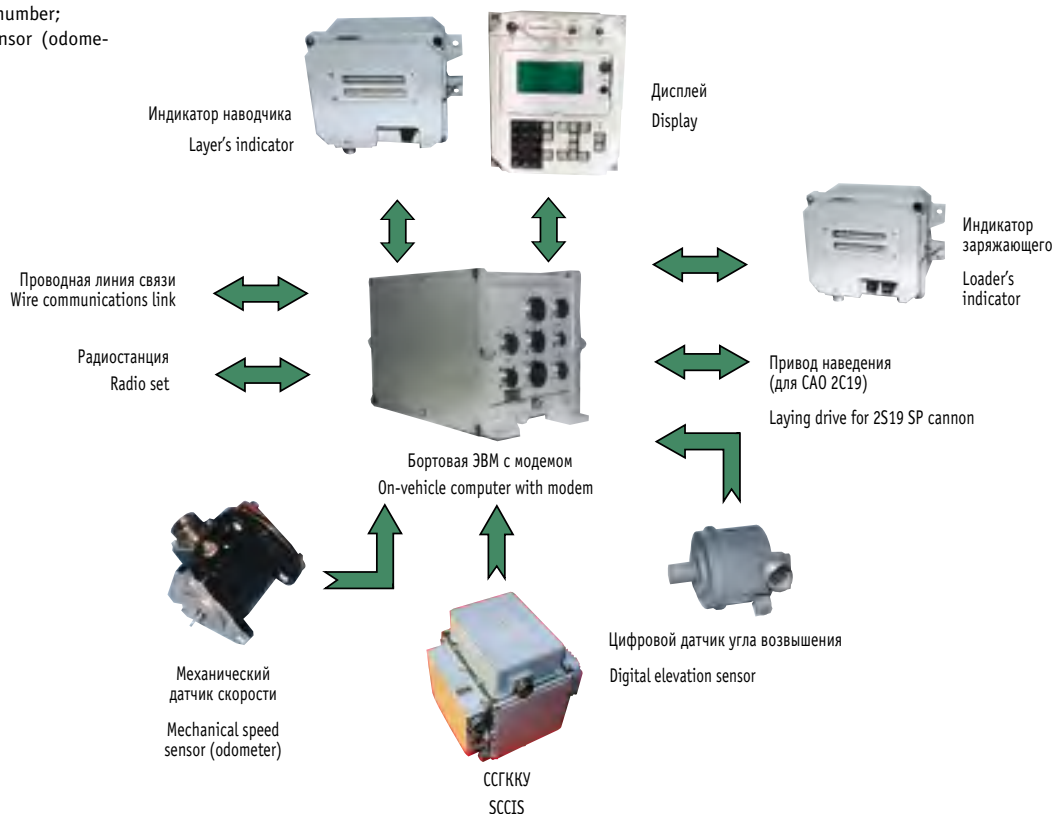 number;
nsor (odome-
Индикатор наводчика
Layer's indicator
Дисплей
Display
Индикатор
заряжающего
Loader's
indicator
Проводная линия связи
Wire communications link
Радиостанция
Radio set
Привод наведения
(для САО 2С19)
Laying drive for 2S19 SP cannon
Бортовая ЭВМ с модемом
On-vehicle computer with modem
Механический
датчик скорости
Mechanical speed
sensor (odometer)
ССГККУ
SCCIS
Цифровой датчик угла возвышения
Digital elevation sensor